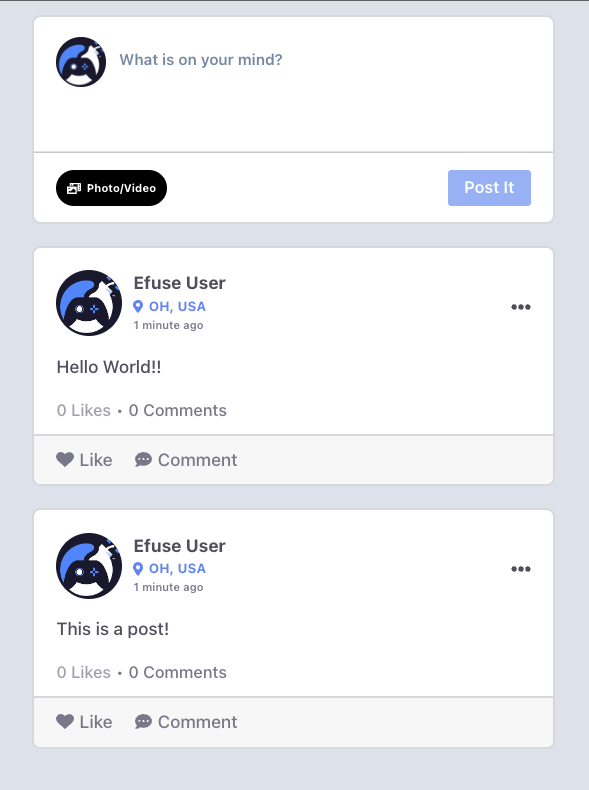 What is on your mind?
Photo/Video
Post It
Efuse User
OH, USA
1 minute ago
Hello World!!
0 Likes • 0 Comments
Like
Comment
Efuse User
OH, USA
1 minute ago
This is a post!
0 Likes • 0 Comments
Like
Comment